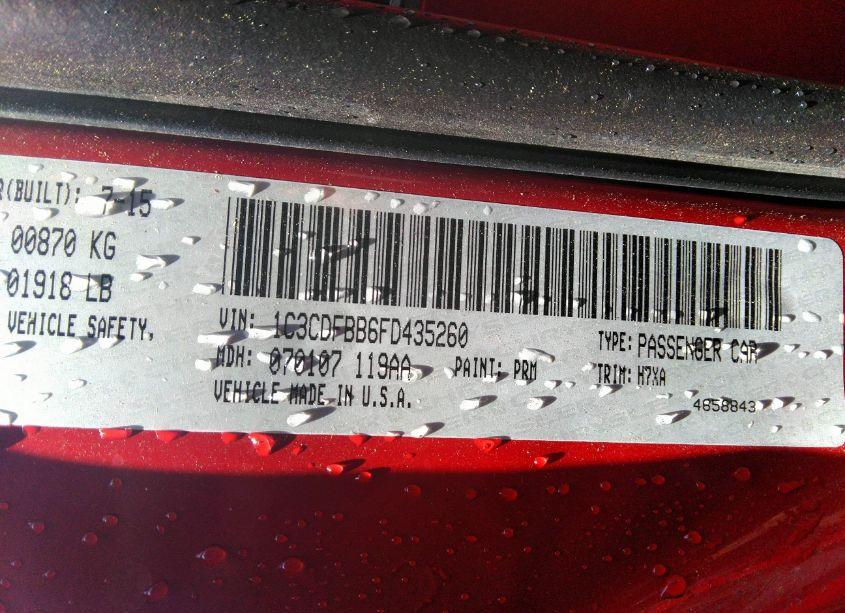 R(BUILT): 7-15
00870 KG
01918 LB
VEHICLE SAFETY,
VIN: 1C3CDFBB6FD435260
MDH: 070107 119AA PAINT: PRM
VEHICLE MADE IN U.S.A.
TYPE: PASSENGER CAR
TRIM: H7XA
4658843